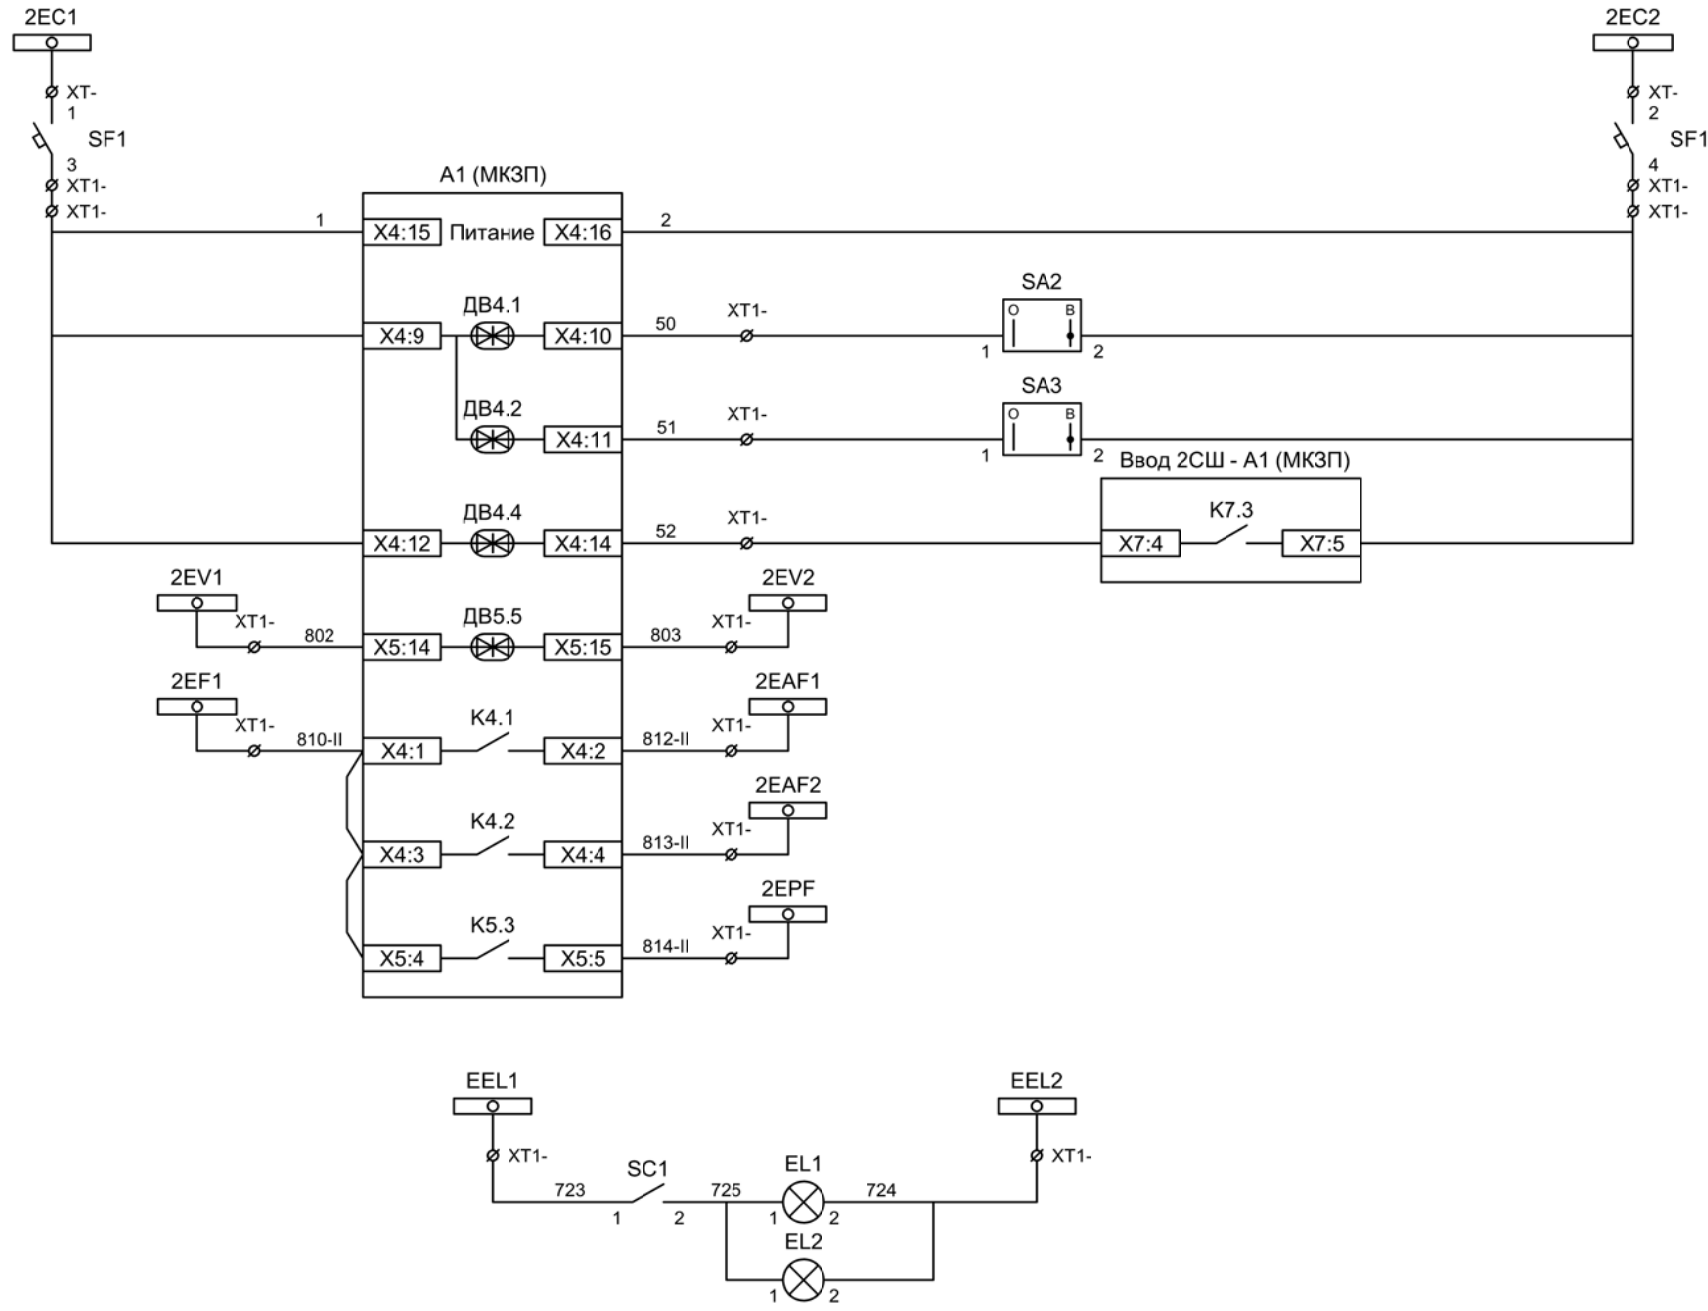 2EC1
2EC2
XT-
XT-
1
2
SF1
SF1
3
4
XT1-
XT1-
XT1-
XT1-
А1 (МКЗП)
1
X4:15 Питание X4:16
2
ДВ4.1
SA2
О В
X4:9
X4:10
50
XT1-
1
2
ДВ4.2
SA3
О В
X4:11
51
XT1-
1
2
Ввод 2СШ - А1 (МКЗП)
ДВ4.4
K7.3
X4:12
X4:14
52
XT1-
X7:4
X7:5
2EV1
2EV2
ДВ5.5
XT1-
802
X5:14
X5:15
803
XT1-
2EF1
2EAF1
K4.1
XT1-
810-II
X4:1
X4:2
812-II
XT1-
2EAF2
K4.2
X4:3
X4:4
813-II
XT1-
2EPF
K5.3
X5:4
X5:5
814-II
XT1-
EEL1
EEL2
XT1-
XT1-
SC1
EL1
723
725
724
1
2
1
2
EL2
1
2